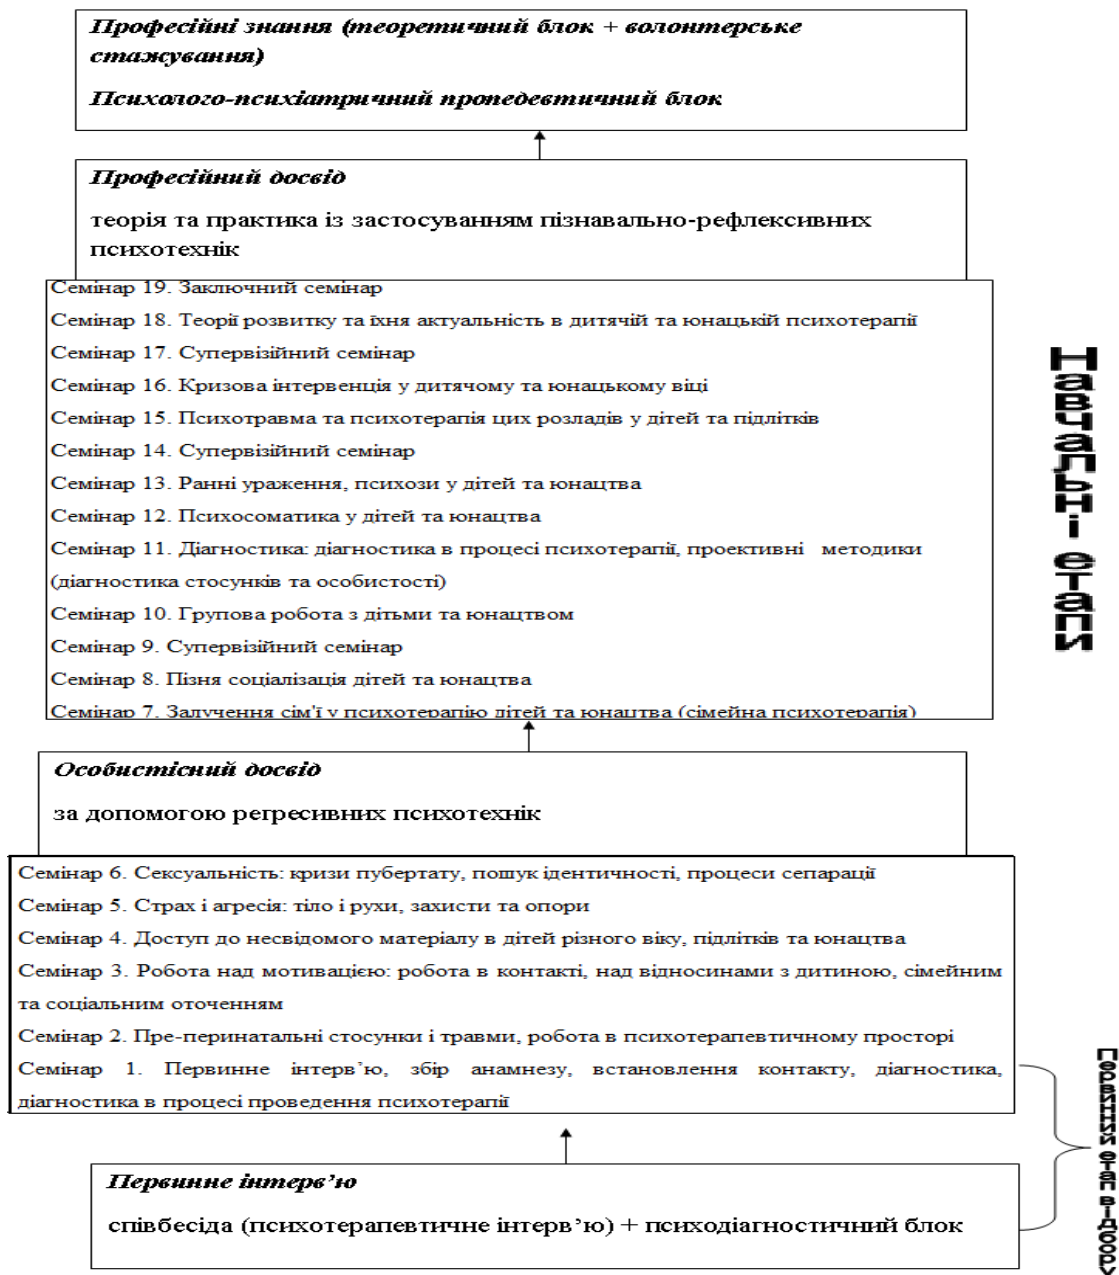 Професійні знання (теоретичний блок + волонтерське
стажування)
Психолого-психіатричний пропедевтичний блок
Професійний досвід
теорія та практика із застосуванням пізнавально-рефлексивних
психотехнік
Семінар 19. Заключний семінар
Семінар 18. Теорії розвитку та їхня актуальність в дитячій та юнацькій психотерапії
Семінар 17. Супервізійний семінар
Семінар 16. Кризова інтервенція у дитячому та юнацькому віці
Семінар 15. Психотравма та психотерапія цих розладів у дітей та підлітків
Семінар 14. Супервізійний семінар
Семінар 13. Ранні ураження, психози у дітей та юнацтва
Семінар 12. Психосоматика у дітей та юнацтва
Семінар 11. Діагностика: діагностика в процесі психотерапії, проективні методики
(діагностика стосунків та особистості)
Семінар 10. Групова робота з дітьми та юнацтвом
Семінар 9. Супервізійний семінар
Семінар 8. Пізня соціалізація дітей та юнацтва
Семінар 7. Залучення сім'ї у психотерапію дітей та юнацтва (сімейна психотерапія)
Навчальні етапи
Особистісний досвід
за допомогою регресивних психотехнік
Семінар 6. Сексуальність: кризи пубертату, пошук ідентичності, процеси сепарації
Семінар 5. Страх і агресія: тіло і рухи, захисти та опори
Семінар 4. Доступ до несвідомого матеріалу в дітей різного віку, підлітків та юнацтва
Семінар 3. Робота над мотивацією: робота в контакті, над відносинами з дитиною, сімейним
та соціальним оточенням
Семінар 2. Пре-перинатальні стосунки і травми, робота в психотерапевтичному просторі
Семінар 1. Первинне інтерв’ю, збір анамнезу, встановлення контакту, діагностика,
діагностика в процесі проведення психотерапії
Первинне інтерв’ю
співбесіда (психотерапевтичне інтерв’ю) + психодіагностичний блок
Первинний етап відбору